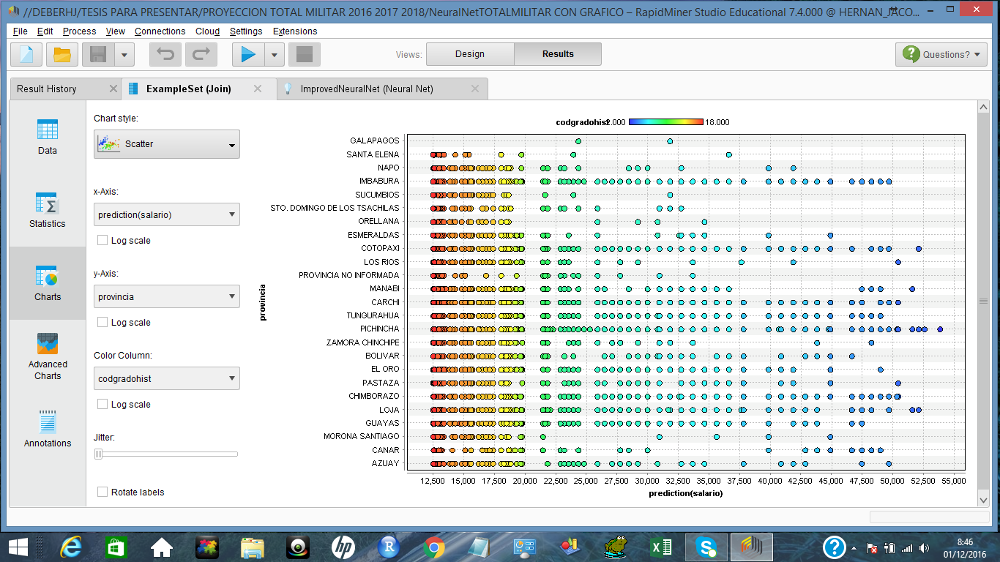 //DEBERHJ/TESIS PARA PRESENTAR/PROYECCION TOTAL MILITAR 2016 2017 2018/NeuralNetTOTALMILITAR CON GRAFICO – RapidMiner Studio Educational 7.4.000 @ HERNAN_JACO...
File Edit Process View Connections Cloud Settings Extensions
Views: Design Results Questions?
Result History ExampleSet (Join) ImprovedNeuralNet (Neural Net)
Data
Statistics
Charts
Advanced
Charts
Annotations
Chart style:
Scatter
x-Axis:
prediction(salario)
Log scale
y-Axis:
provincia
Log scale
Color Column:
codgradohist
Log scale
Jitter:
Rotate labels
codgradohist .000 18.000
provincia
GALAPAGOS
SANTA ELENA
NAPO
IMBABURA
SUCUMBIOS
STO. DOMINGO DE LOS TSACHILAS
ORELLANA
ESMERALDAS
COTOPAXI
LOS RIOS
PROVINCIA NO INFORMADA
MANABI
CARCHI
TUNGURAHUA
PICHINCHA
ZAMORA CHINCHIPE
BOLIVAR
EL ORO
PASTAZA
CHIMBORAZO
LOJA
GUAYAS
MORONA SANTIAGO
CANAR
AZUAY
12,500 15,000 17,500 20,000 22,500 25,000 27,500 30,000 32,500 35,000 37,500 40,000 42,500 45,000 47,500 50,000 52,500 55,000
prediction(salario)
hp R X S
8:46
01/12/2016